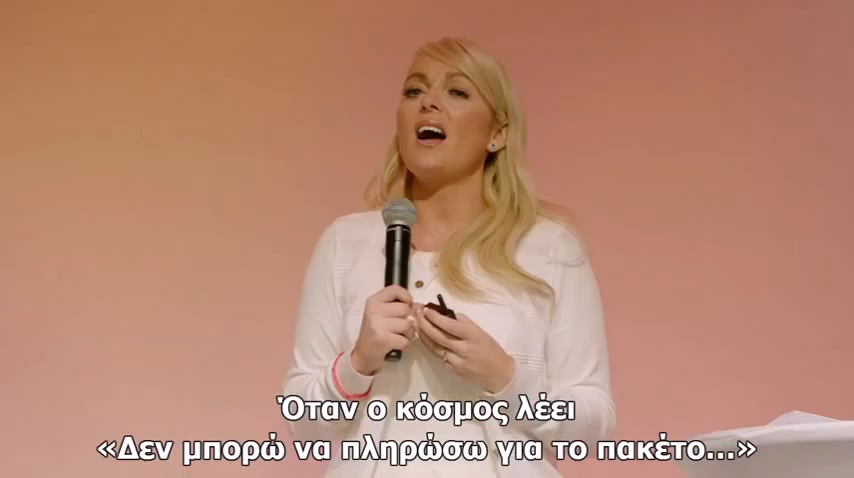 Όταν ο κόσμος λέει
«Δεν μπορώ να πληρώσω για το πακέτο...»